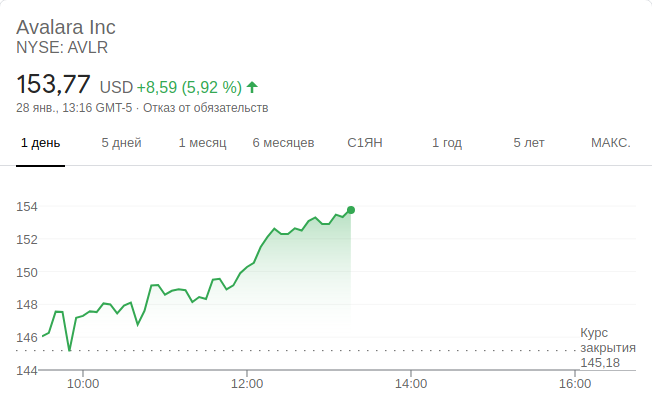 Avalara Inc
NYSE: AVLR
153,77 USD +8,59 (5,92 %)
28 янв., 13:16 GMT-5 · Отказ от обязательств
1 день 5 дней 1 месяц 6 месяцев С1ЯН 1 год 5 лет МАКС.
154
152
150
148
146
144
Курс
закрытия
145,18
10:00 12:00 14:00 16:00